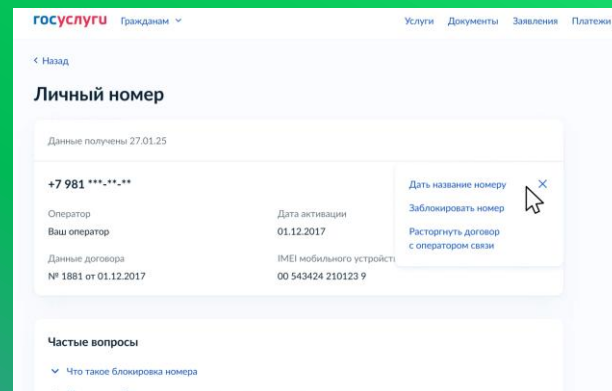 госуслуги Гражданам Услуги Документы Заявления Платежи
Назад
Личный номер
Данные получены 27.01.25
+7 981 ***-**-**
Дать название номеру
Заблокировать номер
Расторгнуть договор
с оператором связи
Оператор
Ваш оператор
Дата активации
01.12.2017
Данные договора
№ 1881 от 01.12.2017
IMEI мобильного устройст
00 543424 210123 9
Частые вопросы
Что такое блокировка номера